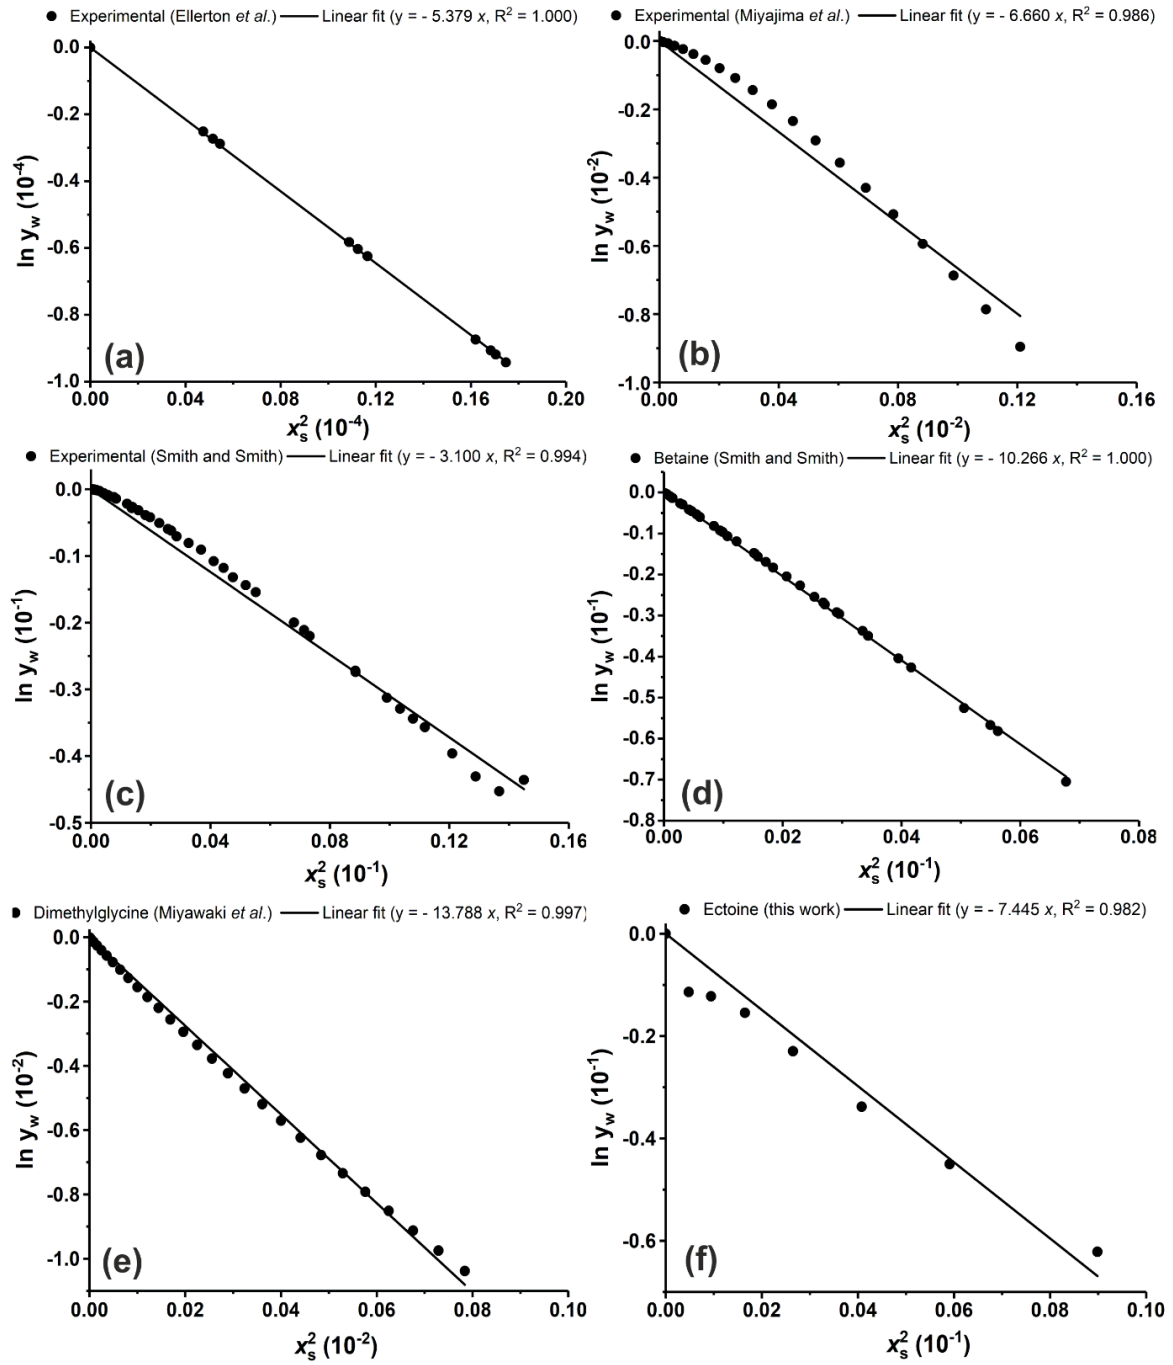 Experimental (Ellerton et al.) Linear fit (y = - 5.379 x, R² = 1.000)
0.0
-0.2
-0.4
-0.6
-0.8
-1.0
ln y_w (10⁻⁴)
(a)
0.00 0.04 0.08 0.12 0.16 0.20
x_s² (10⁻⁴)
Experimental (Miyajima et al.) Linear fit (y = - 6.660 x, R² = 0.986)
0.0
-0.2
-0.4
-0.6
-0.8
-1.0
ln y_w (10⁻²)
(b)
0.00 0.04 0.08 0.12 0.16
x_s² (10⁻²)
Experimental (Smith and Smith) Linear fit (y = - 3.100 x, R² = 0.994)
0.0
-0.1
-0.2
-0.3
-0.4
-0.5
ln y_w (10⁻¹)
(c)
0.00 0.04 0.08 0.12 0.16
x_s² (10⁻¹)
Betaine (Smith and Smith) Linear fit (y = - 10.266 x, R² = 1.000)
0.0
-0.1
-0.2
-0.3
-0.4
-0.5
-0.6
-0.7
-0.8
ln y_w (10⁻¹)
(d)
0.00 0.02 0.04 0.06 0.08
x_s² (10⁻¹)
Dimethylglycine (Miyawaki et al.) Linear fit (y = - 13.788 x, R² = 0.997)
0.0
-0.2
-0.4
-0.6
-0.8
-1.0
ln y_w (10⁻²)
(e)
0.00 0.02 0.04 0.06 0.08 0.10
x_s² (10⁻²)
Ectoine (this work) Linear fit (y = - 7.445 x, R² = 0.982)
0.0
-0.2
-0.4
-0.6
ln y_w (10⁻¹)
(f)
0.00 0.02 0.04 0.06 0.08 0.10
x_s² (10⁻¹)